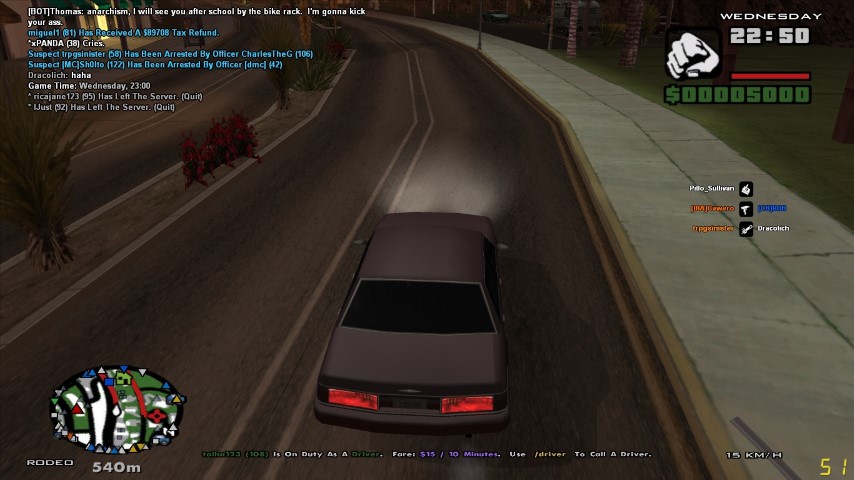 [BOT]Thomas: anarchism, I will see you after school by the bike rack.  I'm gonna kick
your ass.
miguel1 (81) Has Received A $89708 Tax Refund.
*xPANDA (38) Cries.
Suspect trpgsinister (58) Has Been Arrested By Officer CharlesTheG (106)
Suspect [MC]Sh0lto (122) Has Been Arrested By Officer [dmc] (42)
Dracolich: haha
Game Time: Wednesday, 23:00
* ricajane123 (95) Has Left The Server. (Quit)
* IJust (92) Has Left The Server. (Quit)
WEDNESDAY
22:50
$00005000
Pillo_Sullivan
trpgsinister Dracolich
RODEO
540m
talha123 (108) Is On Duty As A Driver.  Fare: $15 / 10 Minutes.  Use  /driver  To Call A Driver.
15 KM/H
51